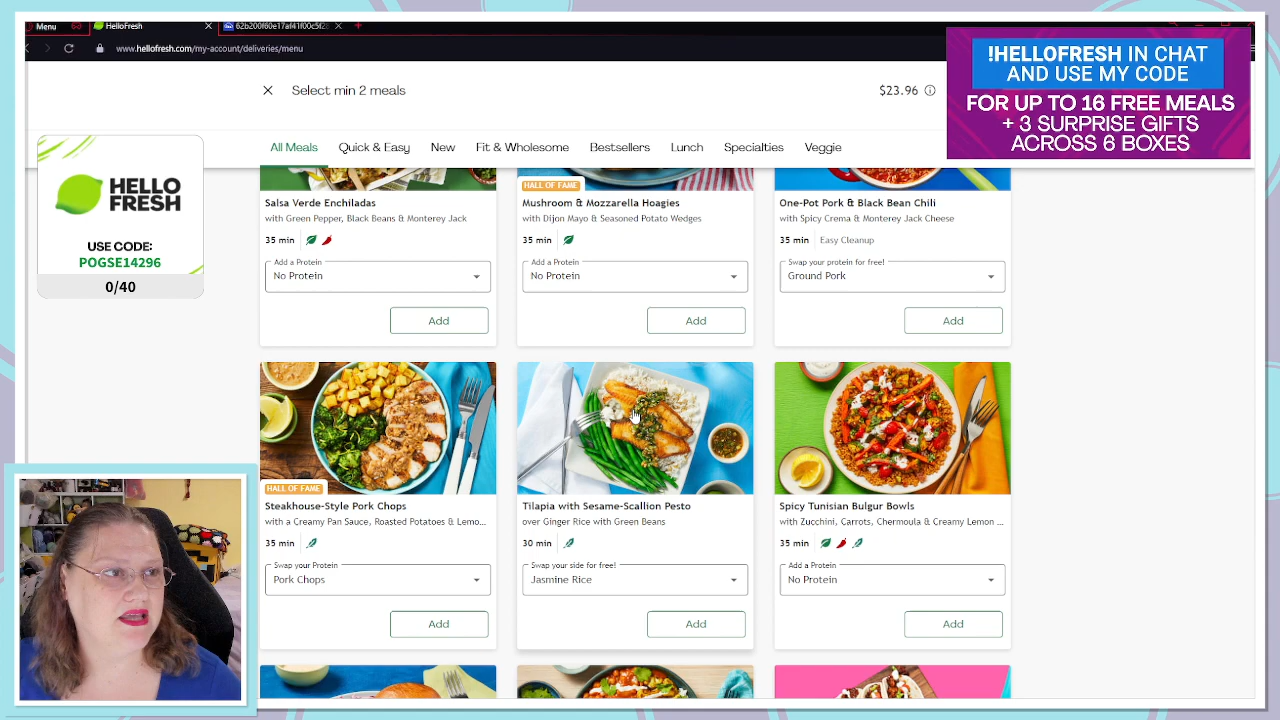 Menu
HelloFresh
62b200f60e17af41f00c5f2
www.hellofresh.com/my-account/deliveries/menu
!HELLOFRESH IN CHAT
AND USE MY CODE
FOR UP TO 16 FREE MEALS
+ 3 SURPRISE GIFTS
ACROSS 6 BOXES
Select min 2 meals
$23.96
All Meals Quick & Easy New Fit & Wholesome Bestsellers Lunch Specialties Veggie
HELLO
FRESH
USE CODE:
POGSE14296
0/40
Salsa Verde Enchiladas
with Green Pepper, Black Beans & Monterey Jack
35 min
Add a Protein
No Protein
Add
HALL OF FAME
Mushroom & Mozzarella Hoagies
with Dijon Mayo & Seasoned Potato Wedges
35 min
Add a Protein
No Protein
Add
One-Pot Pork & Black Bean Chili
with Spicy Crema & Monterey Jack Cheese
35 min Easy Cleanup
Swap your protein for free!
Ground Pork
Add
HALL OF FAME
Steakhouse-Style Pork Chops
with a Creamy Pan Sauce, Roasted Potatoes & Lemon...
35 min
Swap your Protein
Pork Chops
Add
Tilapia with Sesame-Scallion Pesto
over Ginger Rice with Green Beans
30 min
Swap your side for free!
Jasmine Rice
Add
Spicy Tunisian Bulgur Bowls
with Zucchini, Carrots, Chermoula & Creamy Lemon ...
35 min
Add a Protein
No Protein
Add